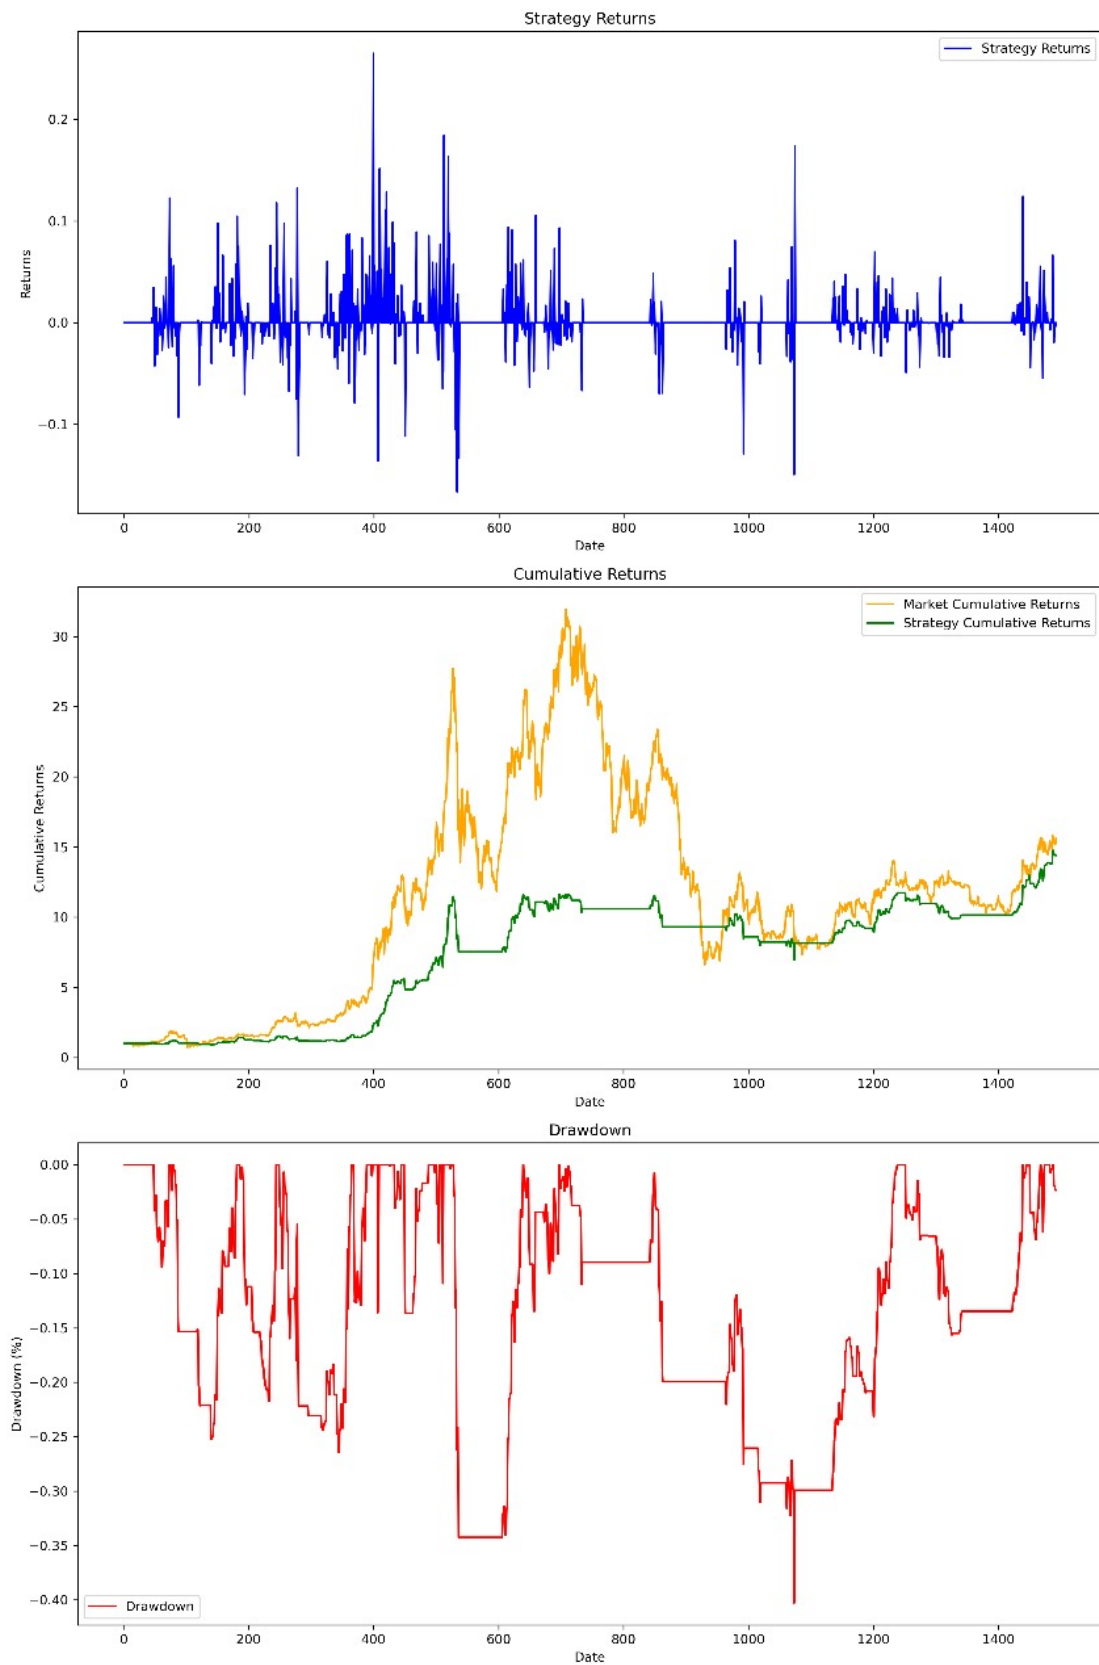 Strategy Returns
Strategy Returns
0.2
0.1
0.0
−0.1
Returns
0 200 400 600 800 1000 1200 1400
Date
Cumulative Returns
Market Cumulative Returns
Strategy Cumulative Returns
30
25
20
15
10
5
0
Cumulative Returns
0 200 400 600 800 1000 1200 1400
Date
Drawdown
0.00
−0.05
−0.10
−0.15
−0.20
−0.25
−0.30
−0.35
−0.40
Drawdown (%)
Drawdown
0 200 400 600 800 1000 1200 1400
Date